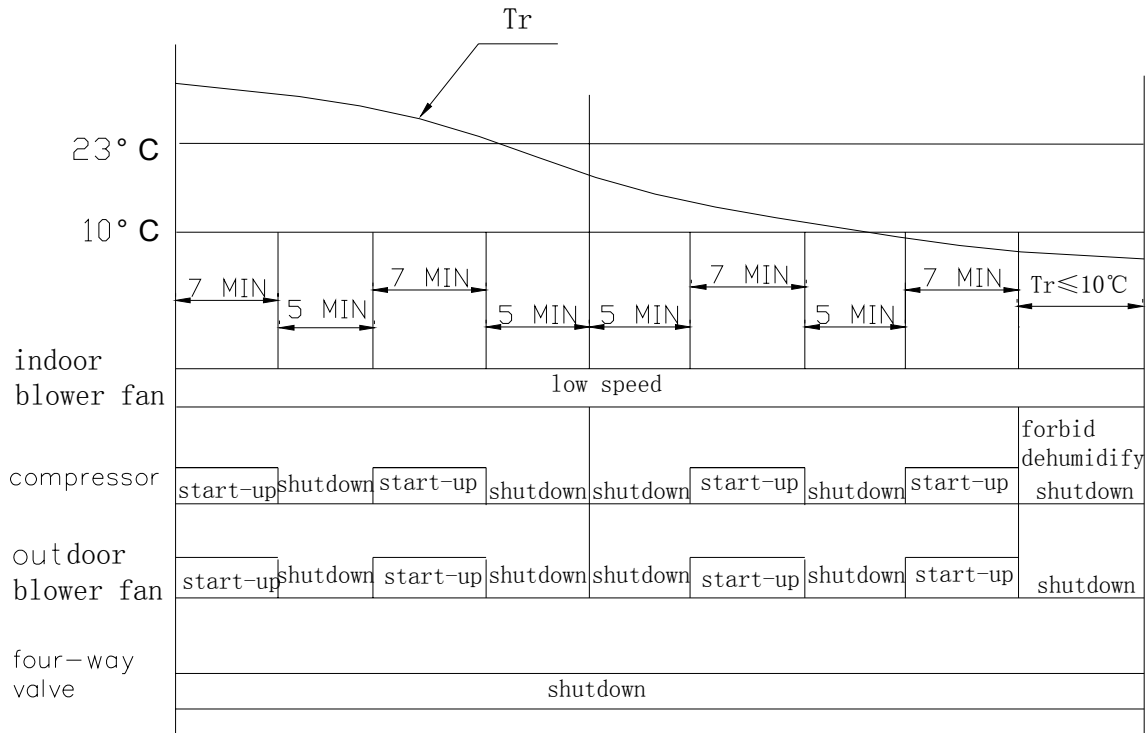 Tr
23°C
10°C
7 MIN
5 MIN
7 MIN
5 MIN
5 MIN
7 MIN
5 MIN
7 MIN
Tr≤10℃
indoor
blower fan
low speed
compressor
start-up
shutdown
start-up
shutdown
shutdown
start-up
shutdown
start-up
forbid
dehumidify
shutdown
outdoor
blower fan
start-up
shutdown
start-up
shutdown
shutdown
start-up
shutdown
start-up
shutdown
four-way
valve
shutdown